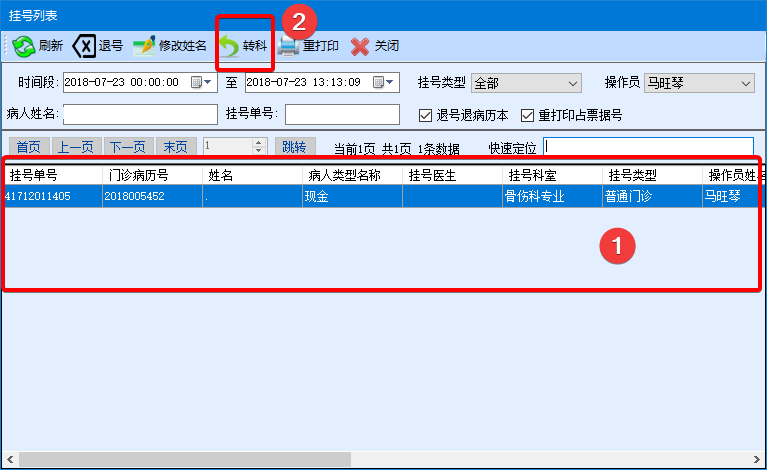 挂号列表
2
刷新 退号 修改姓名 转科 重打印 关闭
时间段: 2018-07-23 00:00:00 至 2018-07-23 13:13:09 挂号类型 全部 操作员 马旺琴
病人姓名: 挂号单号: 退号退病历本 重打印占票据号
首页 上一页 下一页 末页 1 跳转 当前1页 共1页 1条数据 快速定位
挂号单号 门诊病历号 姓名 病人类型名称 挂号医生 挂号科室 挂号类型 操作员姓名
41712011405 2018005452 . 现金 骨伤科专业 普通门诊 马旺琴
1